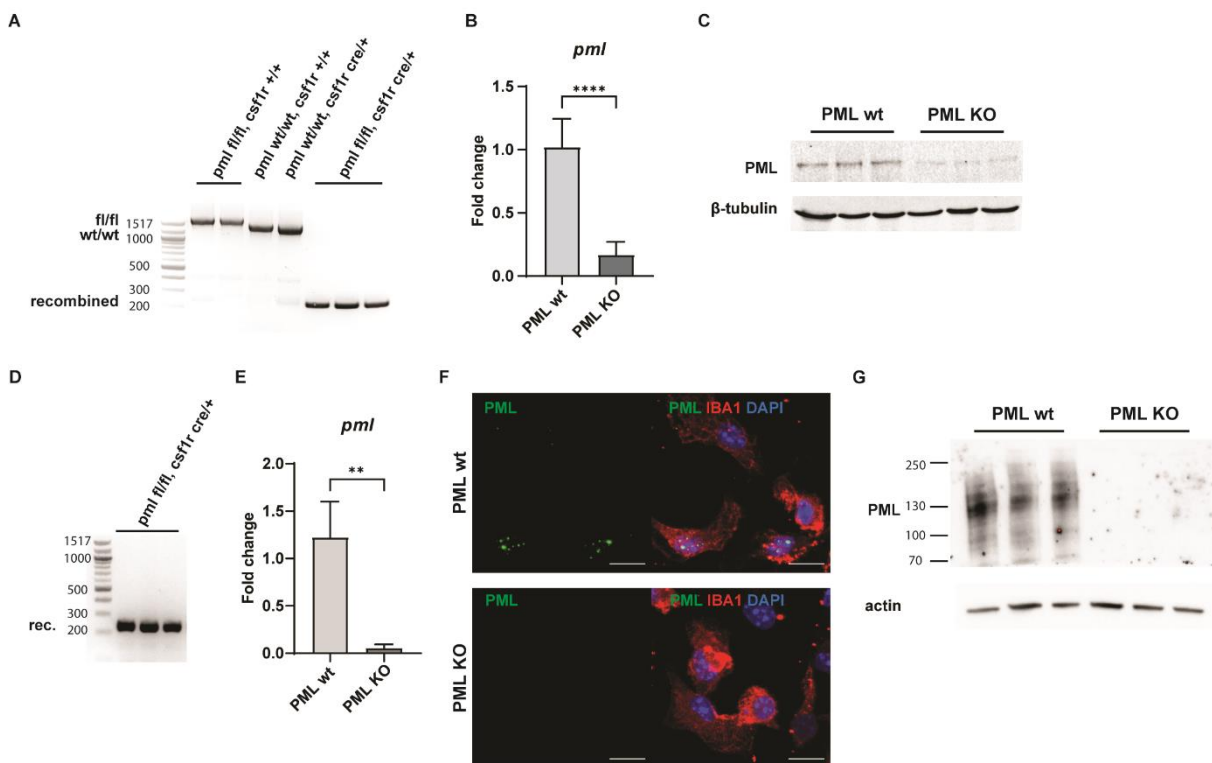 A
pml fl/fl, csf1r +/+
pml wt/wt, csf1r +/+
pml wt/wt, csf1r cre/+
pml fl/fl, csf1r cre/+
fl/fl
wt/wt
recombined
1517
1000
500
300
200
B
pml
****
Fold change
1.5
1.0
0.5
0.0
PML wt
PML KO
C
PML wt
PML KO
PML
β-tubulin
D
pml fl/fl, csf1r cre/+
1517
1000
500
300
200
rec.
E
pml
**
Fold change
2.0
1.5
1.0
0.5
0.0
PML wt
PML KO
F
PML
PML IBA1 DAPI
PML wt
PML
PML IBA1 DAPI
PML KO
G
PML wt
PML KO
250
PML
130
100
70
actin